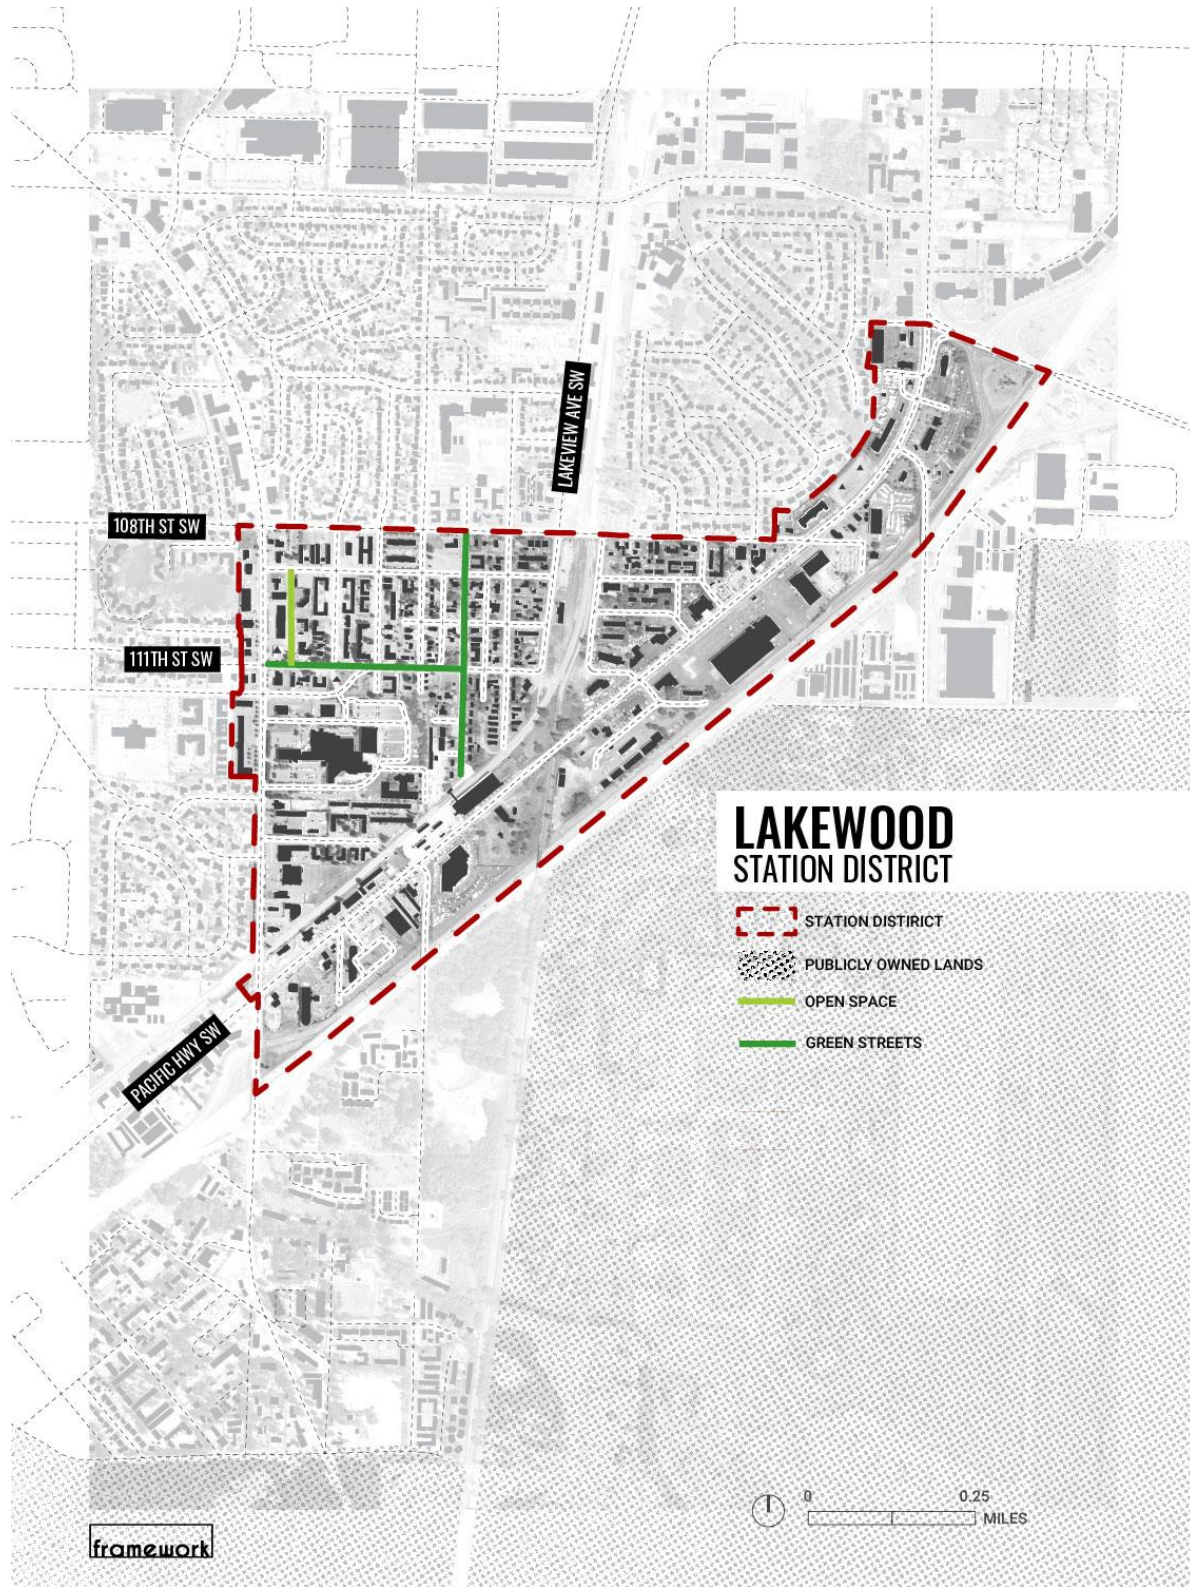 LAKEVIEW AVE SW
108TH ST SW
111TH ST SW
PACIFIC HWY SW
LAKEWOOD
STATION DISTRICT
STATION DISTIRICT
PUBLICLY OWNED LANDS
OPEN SPACE
GREEN STREETS
0 0.25
MILES
framework